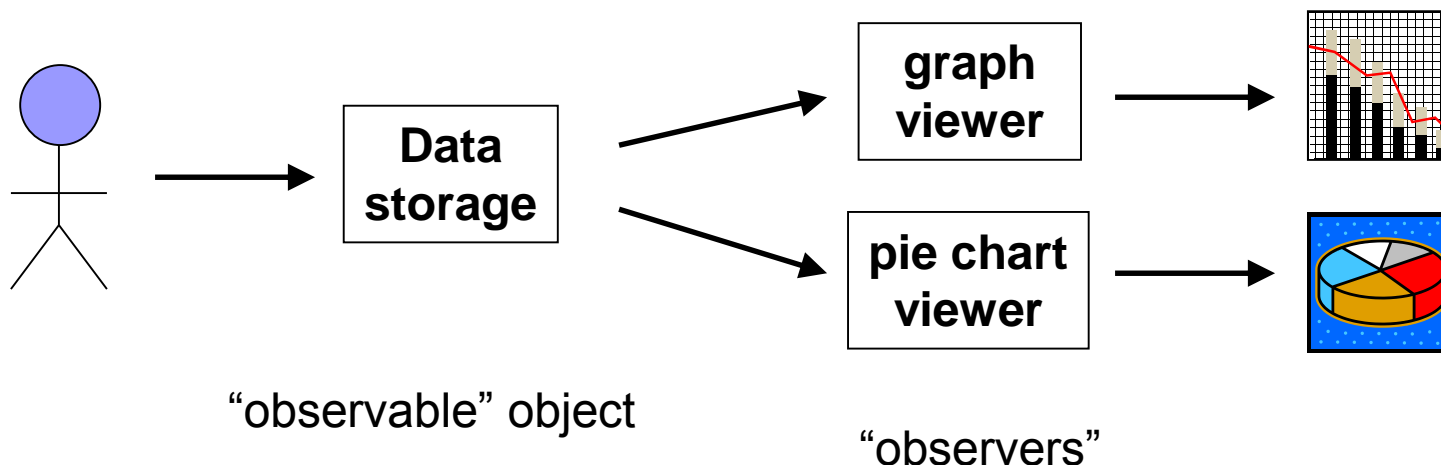 Data
storage
graph
viewer
pie chart
viewer
“observable” object
“observers”